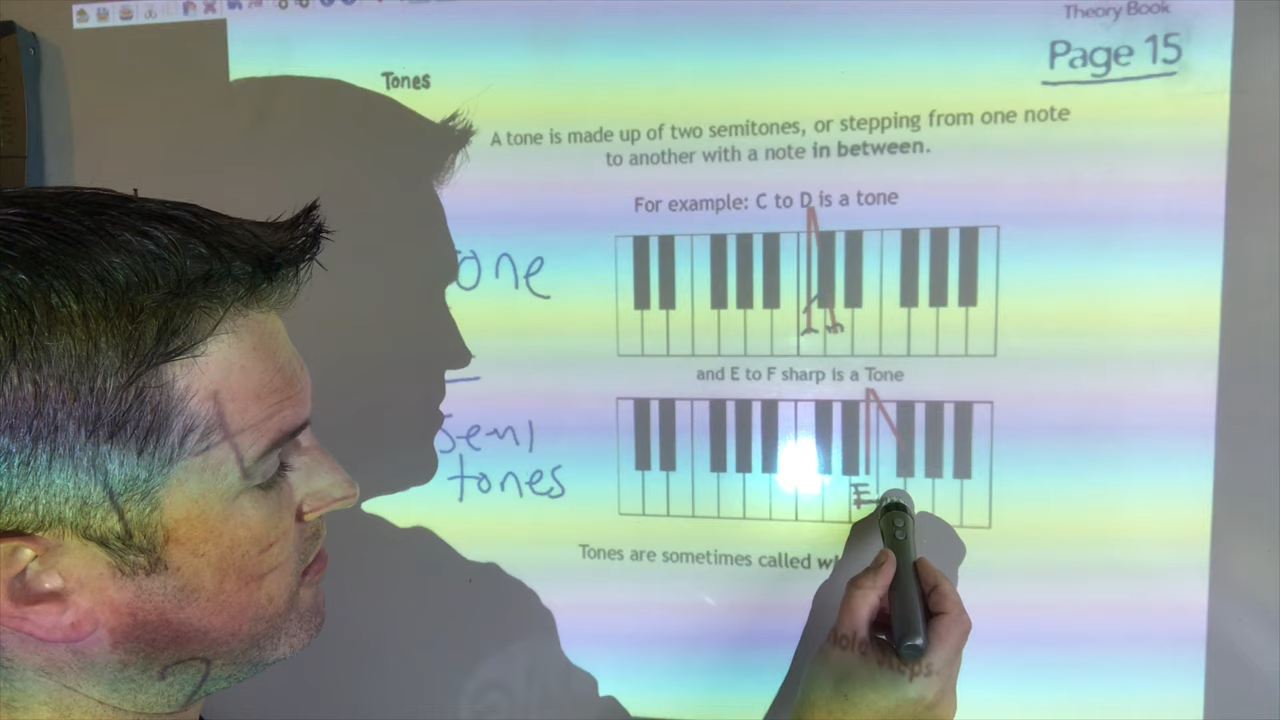 Theory Book
Page 15
Tones
A tone is made up of two semitones, or stepping from one note
to another with a note in between.
For example: C to D is a tone
one
and E to F sharp is a Tone
Semi
tones
E
Tones are sometimes called